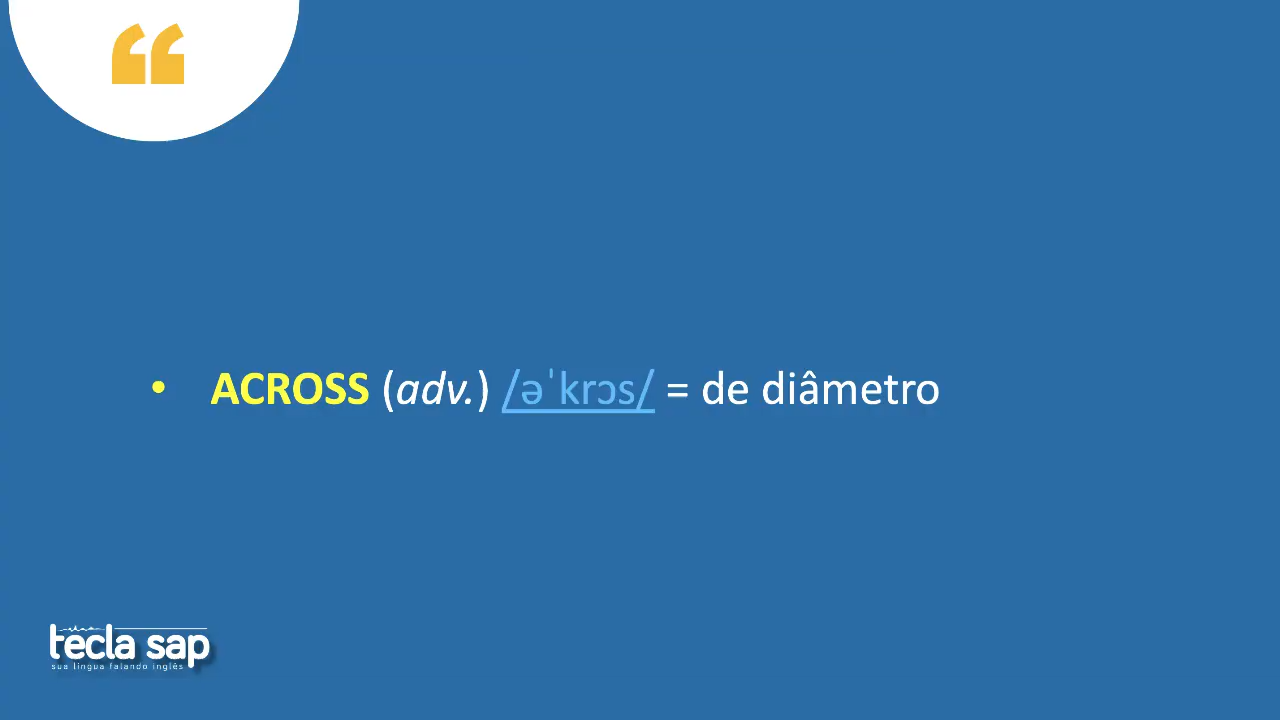 “
• ACROSS (adv.) /əˈkrɔs/ = de diâmetro
tecla sap
sua língua falando inglês